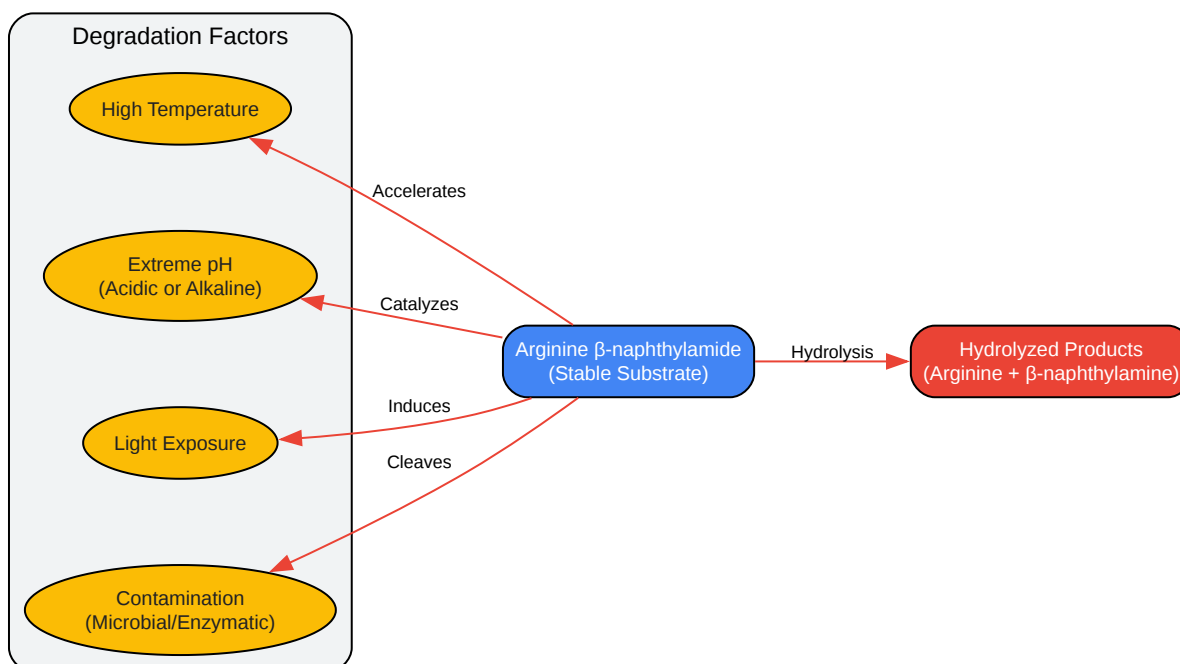 Degradation Factors
High Temperature
Accelerates
Extreme pH
(Acidic or Alkaline)
Catalyzes
Arginine β-naphthylamide
(Stable Substrate)
Hydrolysis
Hydrolyzed Products
(Arginine + β-naphthylamine)
Induces
Light Exposure
Cleaves
Contamination
(Microbial/Enzymatic)